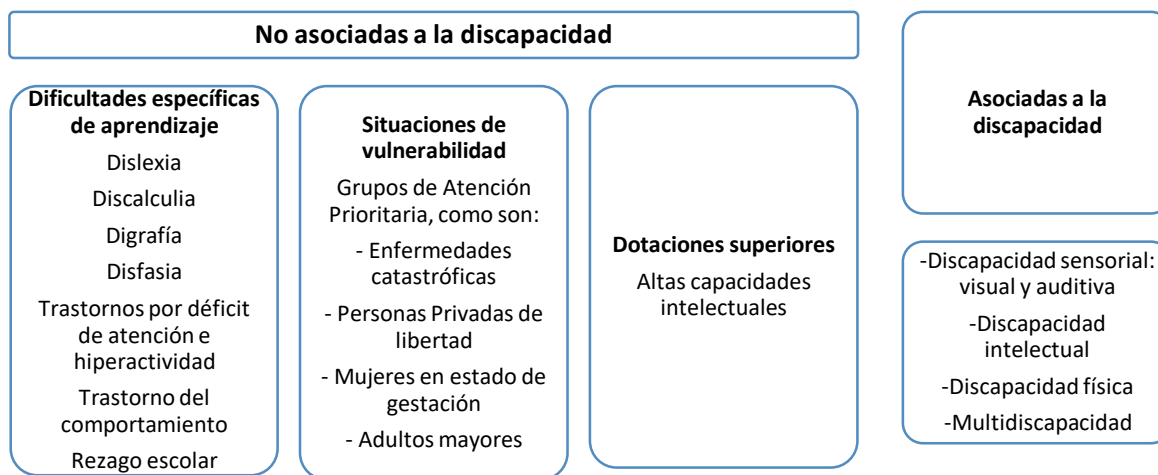 No asociadas a la discapacidad
Dificultades específicas
de aprendizaje
Dislexia
Discalculia
Digrafía
Disfasia
Trastornos por déficit
de atención e
hiperactividad
Trastorno del
comportamiento
Rezago escolar
Situaciones de
vulnerabilidad
Grupos de Atención
Prioritaria, como son:
- Enfermedades
catastróficas
- Personas Privadas de
libertad
- Mujeres en estado de
gestación
- Adultos mayores
Dotaciones superiores
Altas capacidades
intelectuales
Asociadas a la
discapacidad
-Discapacidad sensorial:
visual y auditiva
-Discapacidad
intelectual
-Discapacidad física
-Multidiscapacidad